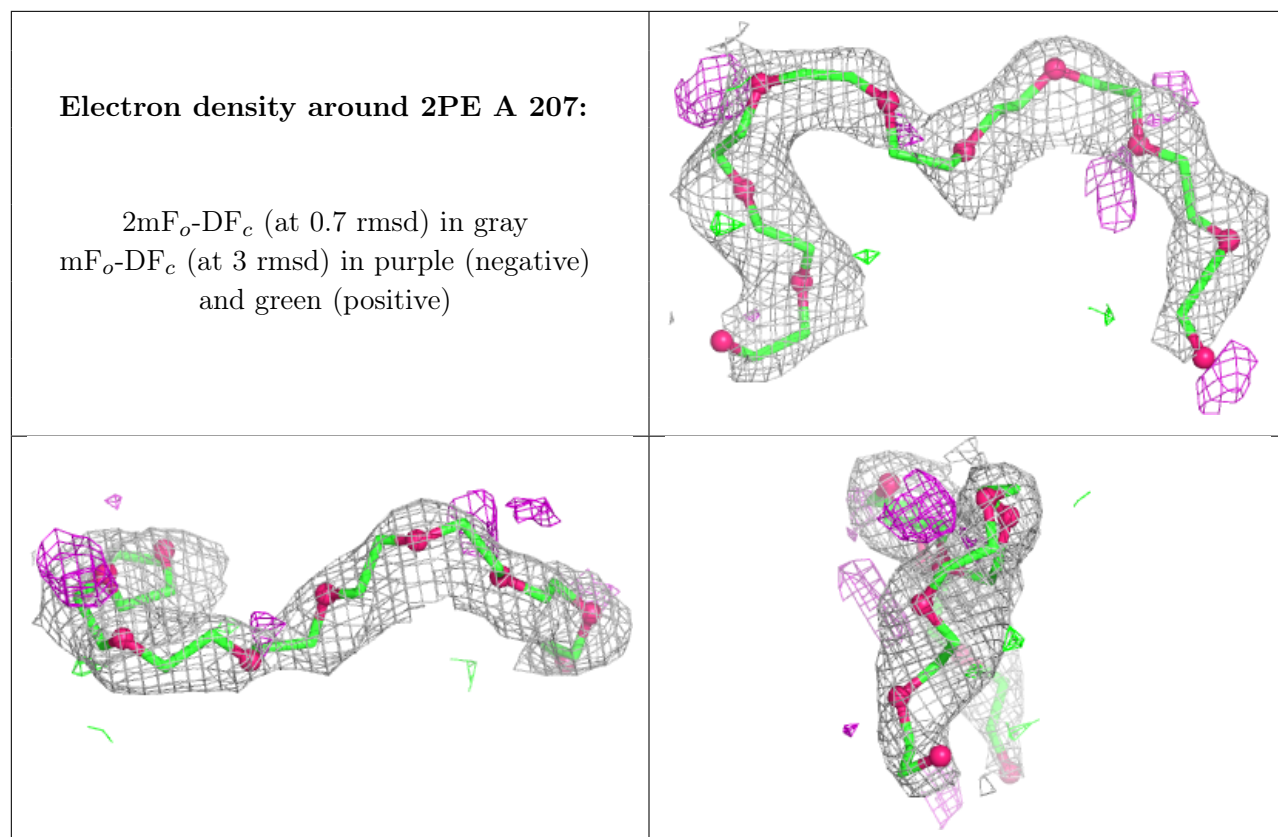 Electron density around 2PE A 207:
2mFo-DFc (at 0.7 rmsd) in gray
mFo-DFc (at 3 rmsd) in purple (negative)
and green (positive)